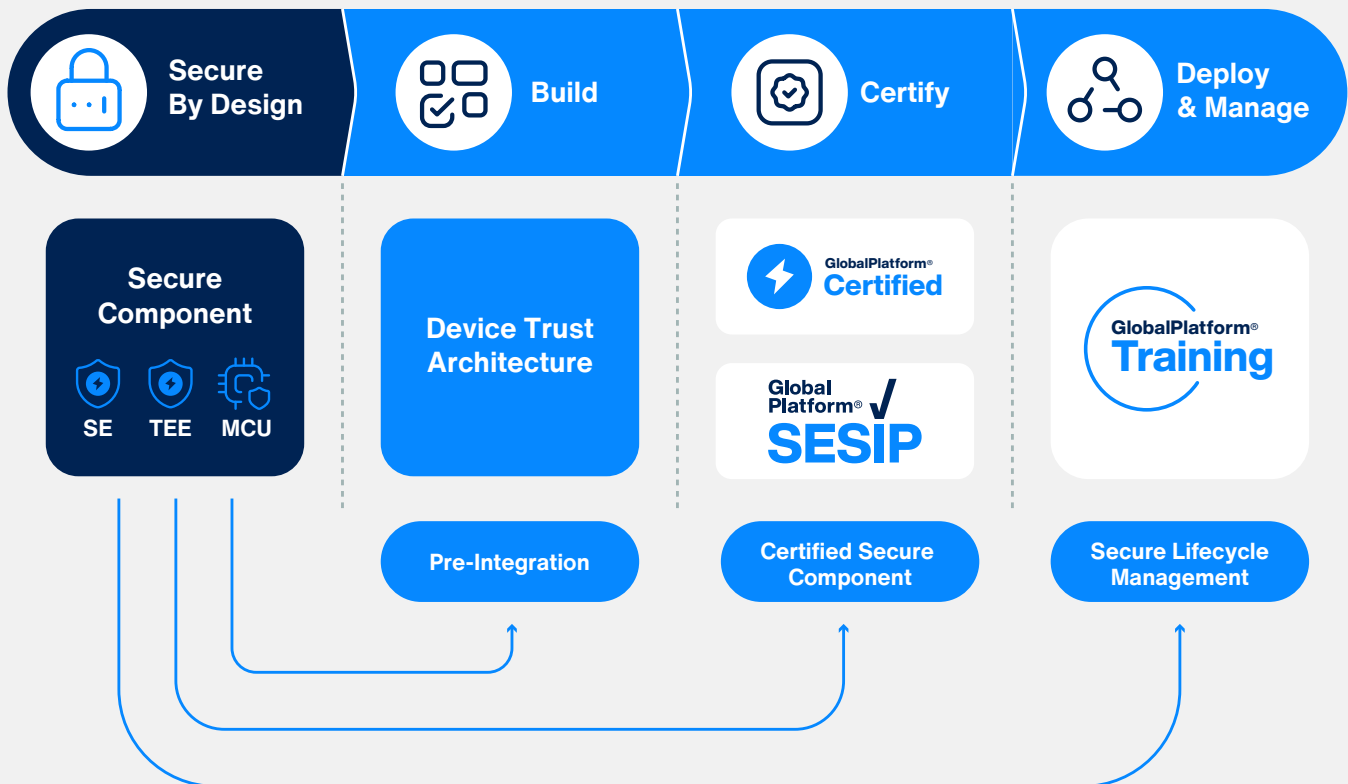 Secure
By Design
Build
Certify
Deploy
& Manage
Secure
Component
SE
TEE
MCU
Device Trust
Architecture
GlobalPlatform®
Certified
Global
Platform®
SESIP
GlobalPlatform®
Training
Pre-Integration
Certified Secure
Component
Secure Lifecycle
Management